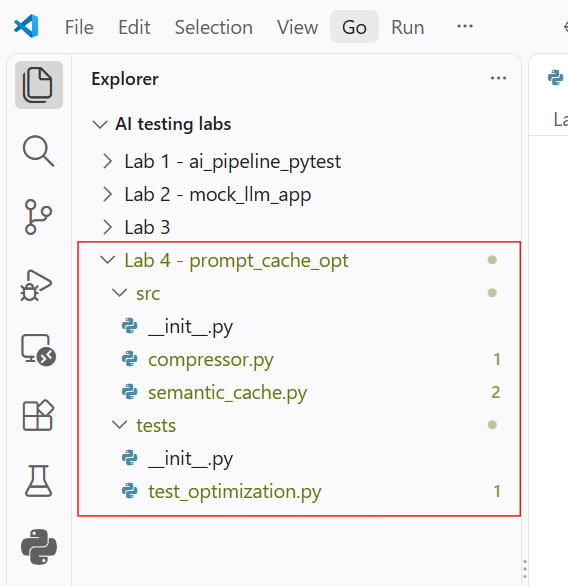 File Edit Selection View Go Run ...
Explorer ...
AI testing labs
Lab 1 - ai_pipeline_pytest
Lab 2 - mock_llm_app
Lab 3
Lab 4 - prompt_cache_opt
src
__init__.py
compressor.py 1
semantic_cache.py 2
tests
__init__.py
test_optimization.py 1
La